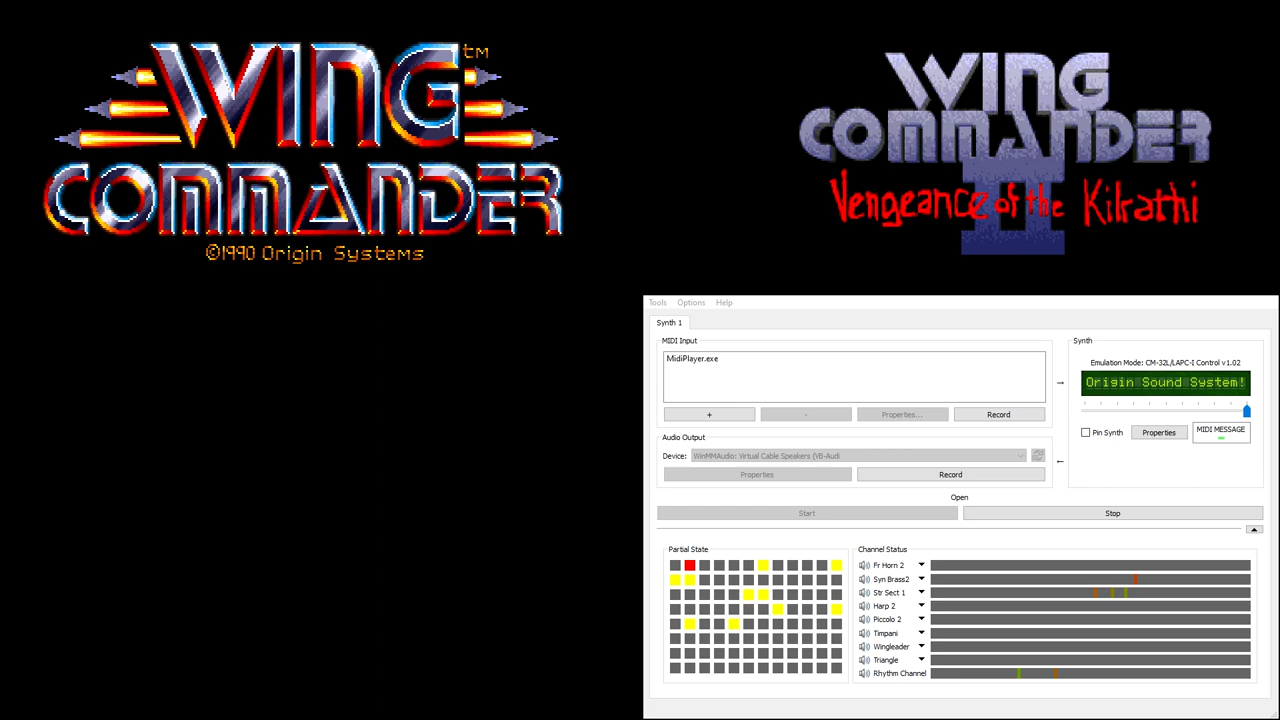 WING
TM
COMMANDER
©1990 Origin Systems
WING
COMMANDER
II
Vengeance of the Kilrathi
Tools Options Help
Synth 1
MIDI Input
MidiPlayer.exe
+ - Properties... Record
Synth
Emulation Mode: CM-32L/LAPC-I Control v1.02
Origin Sound System!
Pin Synth Properties MIDI MESSAGE
Audio Output
Device: WinMMAudio: Virtual Cable Speakers (VB-Audi
Properties Record
Open
Start Stop
Partial State
Channel Status
Fr Horn 2
Syn Brass2
Str Sect 1
Harp 2
Piccolo 2
Timpani
Wingleader
Triangle
Rhythm Channel